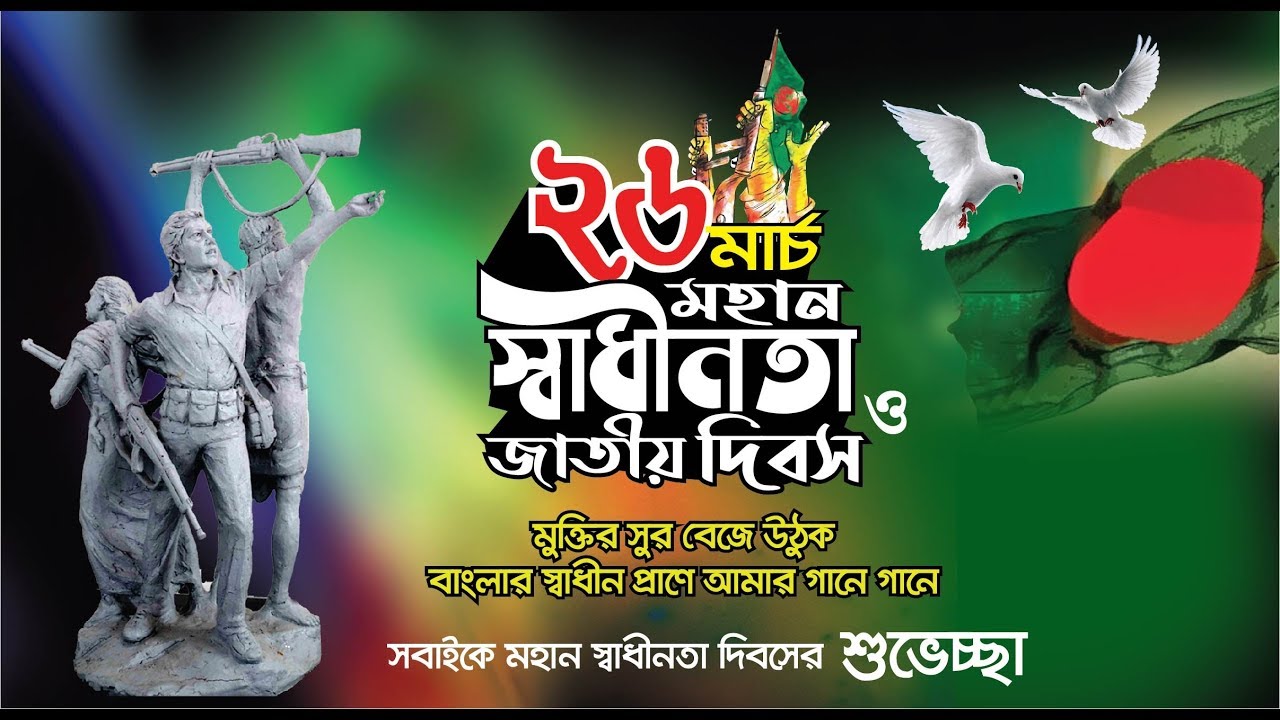 ২৬ মার্চ
মহান
স্বাধীনতা ও
জাতীয় দিবস
মুক্তির সুর বেজে উঠুক
বাংলার স্বাধীন প্রাণে আমার গানে গানে
সবাইকে মহান স্বাধীনতা দিবসের শুভেচ্ছা